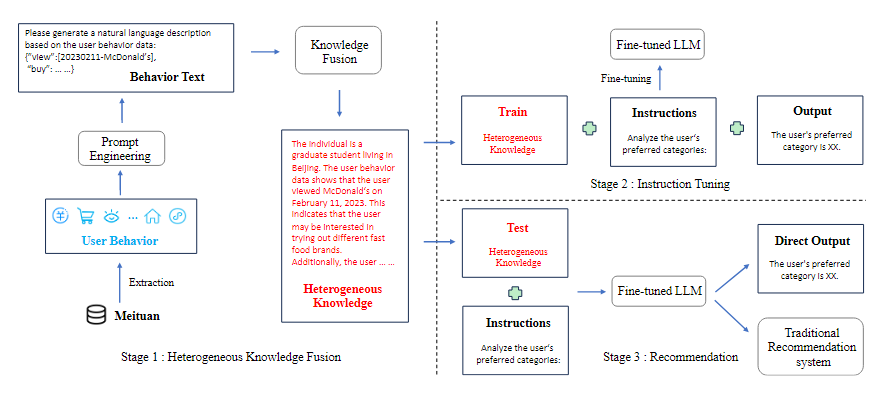 Please generate a natural language description
based on the user behavior data:
{"view":[20230211-McDonald's],
"buy": ... ...}
Behavior Text
Knowledge
Fusion
Prompt
Engineering
User Behavior
Extraction
Meituan
The individual is a
graduate student living in
Beijing. The user behavior
data shows that the user
viewed McDonald's on
February 11, 2023. This
indicates that the user
may be interested in
trying out different fast
food brands.
Additionally, the user ... ...
Heterogeneous
Knowledge
Stage 1 : Heterogeneous Knowledge Fusion
Fine-tuned LLM
Fine-tuning
Train
Heterogeneous
Knowledge
Instructions
Analyze the user's
preferred categories:
Output
The user's preferred
category is XX.
Stage 2 : Instruction Tuning
Test
Heterogeneous
Knowledge
Instructions
Analyze the user's
preferred categories:
Fine-tuned LLM
Direct Output
The user's preferred
category is XX.
Traditional
Recommendation
system
Stage 3 : Recommendation